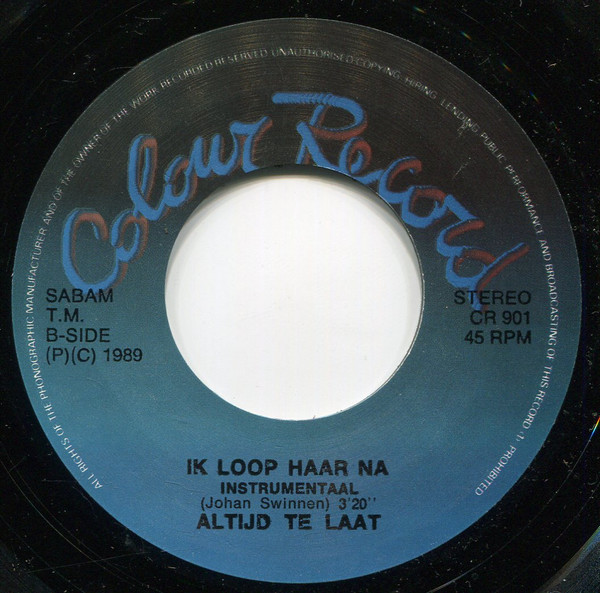 ALL RIGHTS OF THE PHONOGRAPHIC MANUFACTURER AND OF THE OWNER OF THE WORK RECORDED RESERVED UNAUTHORISED COPYING, HIRING, LENDING, PUBLIC PERFORMANCE AND BROADCASTING OF THIS RECORD PROHIBITED
Colour Record
SABAM
T.M.
B-SIDE
(P)(C) 1989
STEREO
CR 901
45 RPM
IK LOOP HAAR NA
INSTRUMENTAAL
(Johan Swinnen) 3'20''
ALTIJD TE LAAT